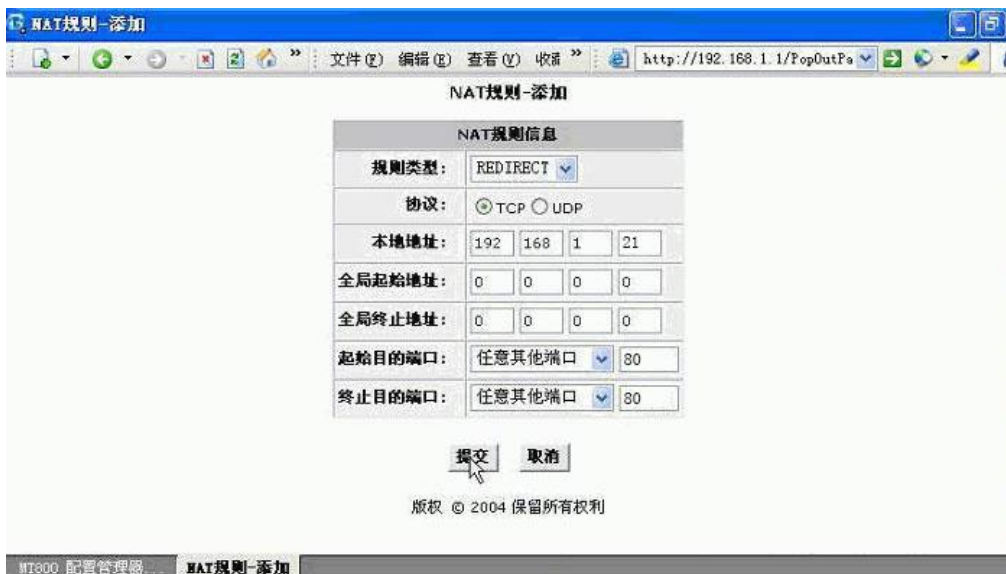 NAT规则-添加
文件(F) 编辑(E) 查看(V) 收藏 » http://192.168.1.1/PopOutPa
NAT规则-添加
NAT规则信息
规则类型: REDIRECT
协议: TCP UDP
本地地址: 192 168 1 21
全局起始地址: 0 0 0 0
全局终止地址: 0 0 0 0
起始目的端口: 任意其他端口 80
终止目的端口: 任意其他端口 80
提交 取消
版权 © 2004 保留所有权利
MT800 配置管理器... NAT规则-添加